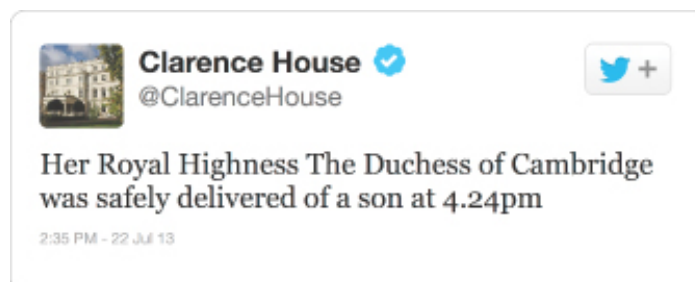 Clarence House
@ClarenceHouse
+
Her Royal Highness The Duchess of Cambridge
was safely delivered of a son at 4.24pm
2:35 PM - 22 Jul 13